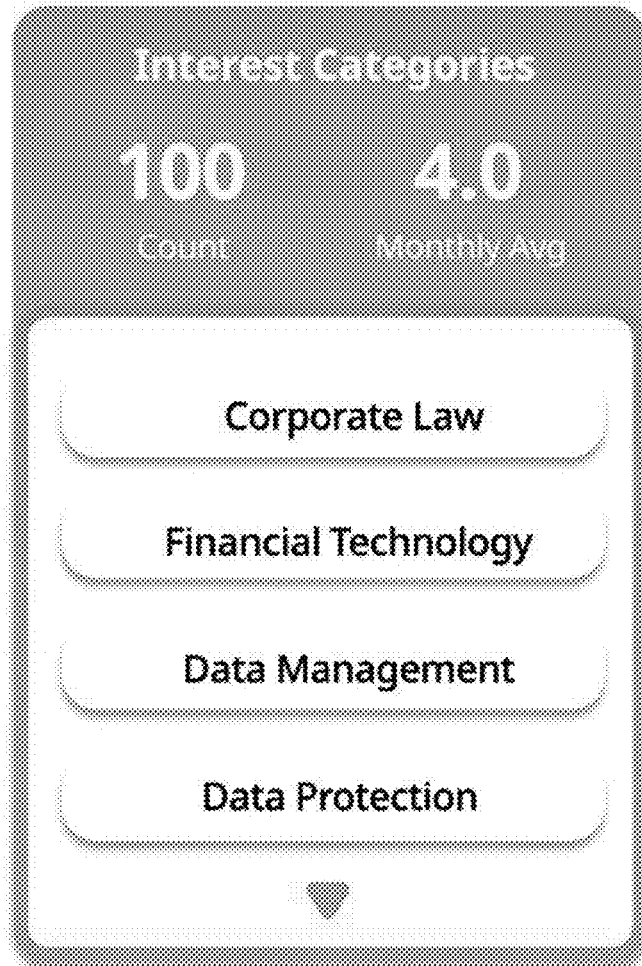 Interest Categories
100 4.0
Count Monthly Avg
Corporate Law
Financial Technology
Data Management
Data Protection